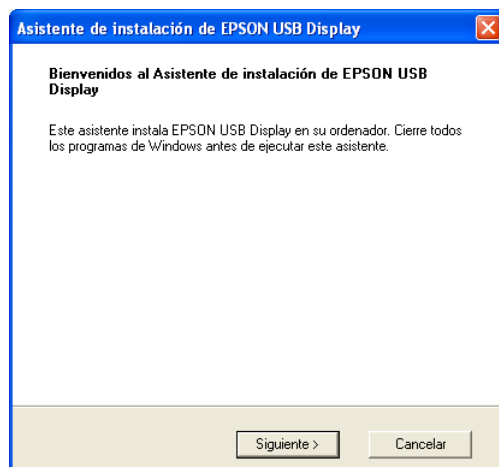 Asistente de instalación de EPSON USB Display
Bienvenidos al Asistente de instalación de EPSON USB
Display
Este asistente instala EPSON USB Display en su ordenador. Cierre todos
los programas de Windows antes de ejecutar este asistente.
Siguiente >
Cancelar